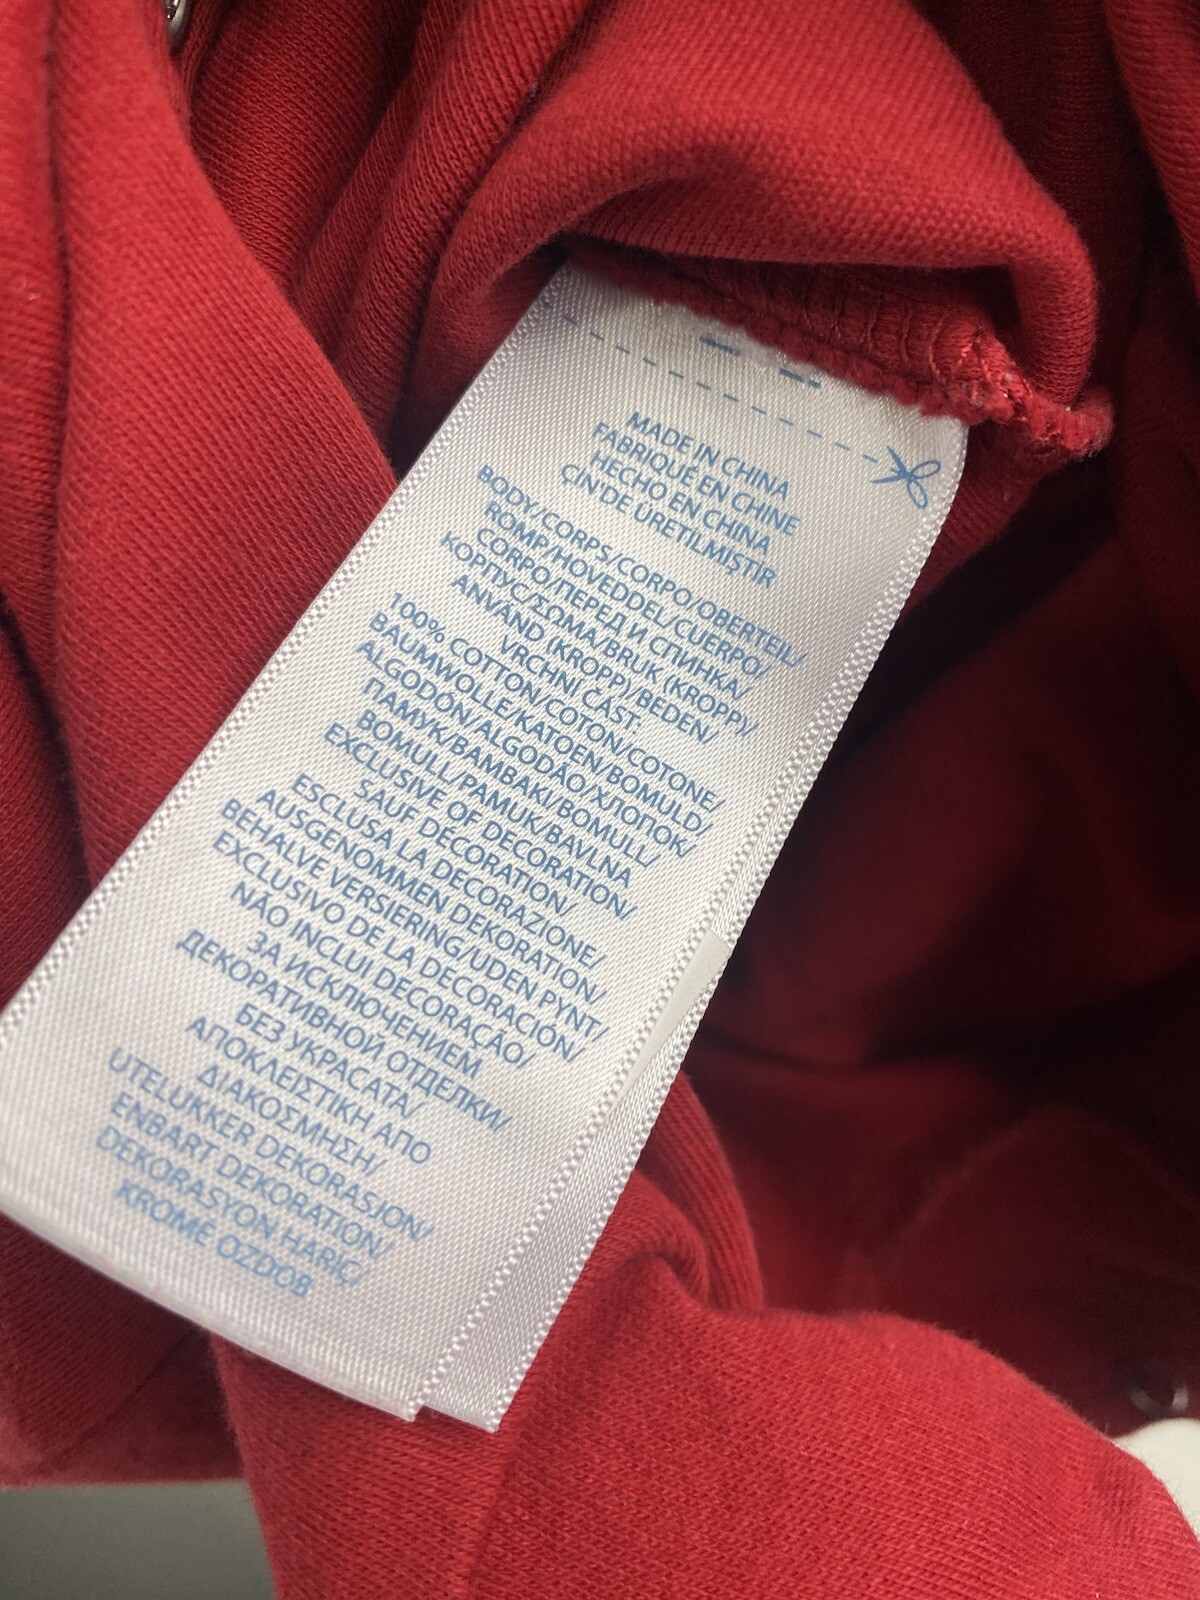 MADE IN CHINA
FABRIQUÉ EN CHINE
HECHO EN CHINA
ÇIN'DE ÜRETILMIŞTIR
BODY/CORPS/CORPO/OBERTEIL/
ROMP/HOVEDDEL/CUERPO/
CORPO/ПЕРЕД И СПИНКА/
КОРПУС/ΣΩΜΑ/BRUK (KROPP)/
ANVÄND (KROPP)/BEDEN/
VRCHNÍ ČÁST:
100% COTTON/COTON/COTONE/
BAUMWOLLE/KATOEN/BOMULD/
ALGODÓN/ALGODÃO/ХЛОПОК/
ПАМУК/ΒΑΜΒΑΚΙ/BOMULL/
BOMULL/PAMUK/BAVLNA
EXCLUSIVE OF DECORATION/
SAUF DÉCORATION/
ESCLUSA LA DECORAZIONE/
AUSGENOMMEN DEKORATION/
BEHALVE VERSIERING/UDEN PYNT/
EXCLUSIVO DE LA DECORACIÓN/
NÃO INCLUI DECORAÇÃO/
ЗА ИСКЛЮЧЕНИЕМ
ДЕКОРАТИВНОЙ ОТДЕЛКИ/
БЕЗ УКРАСАТА/
ΑΠΟΚΛΕΙΣΤΙΚΗ ΑΠΟ
ΔΙΑΚΟΣΜΗΣΗ/
UTELUKKER DEKORASJON/
ENBART DEKORATION/
DEKORASYON HARIÇ/
KROMĚ OZDOB